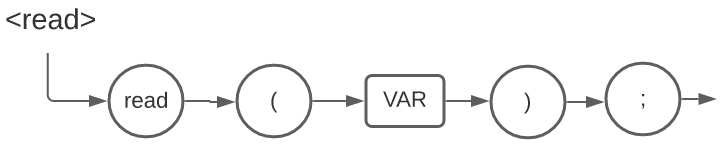 <read>
read ( VAR ) ;